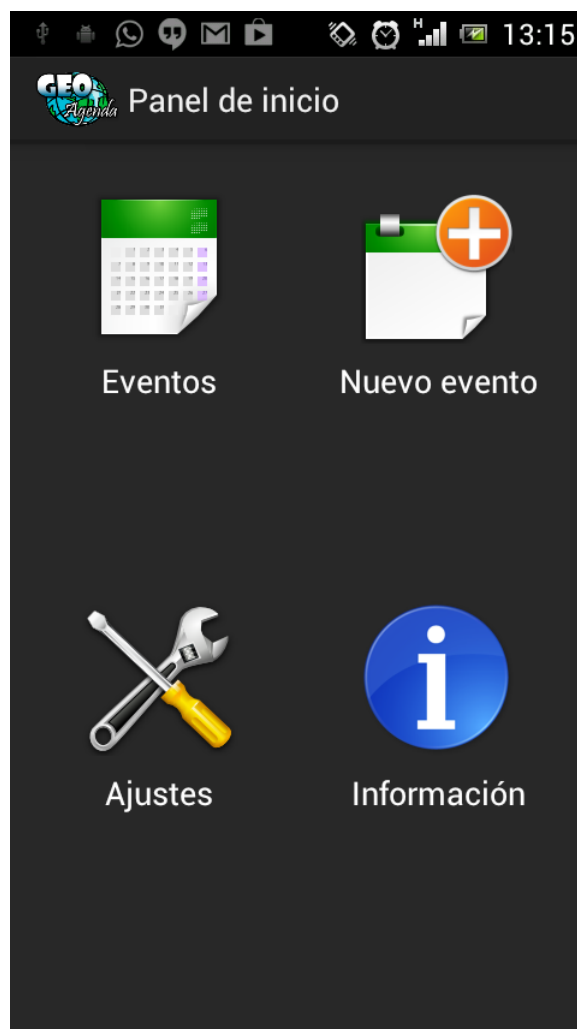 H 13:15
GEO
Agenda
Panel de inicio
Eventos
Nuevo evento
Ajustes
Información